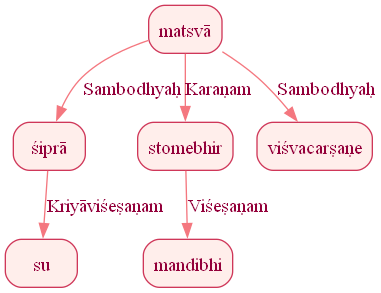 matsvā
Sambodhyaḥ Karaṇam Sambodhyaḥ
śiprā stomebhir viśvacarṣaṇe
Kriyāviśeṣaṇam Viśeṣaṇam
su mandibhi